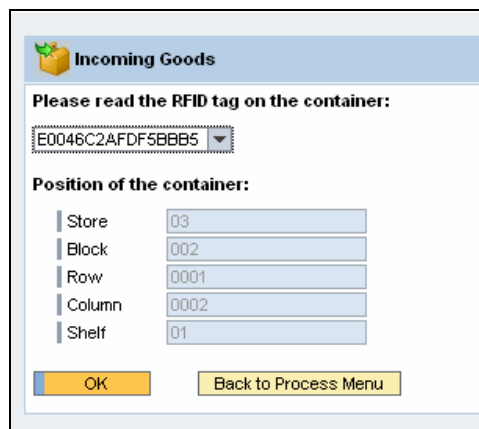 Incoming Goods
Please read the RFID tag on the container:
E0046C2AFDF5BBB5
Position of the container:
Store 03
Block 002
Row 0001
Column 0002
Shelf 01
OK Back to Process Menu